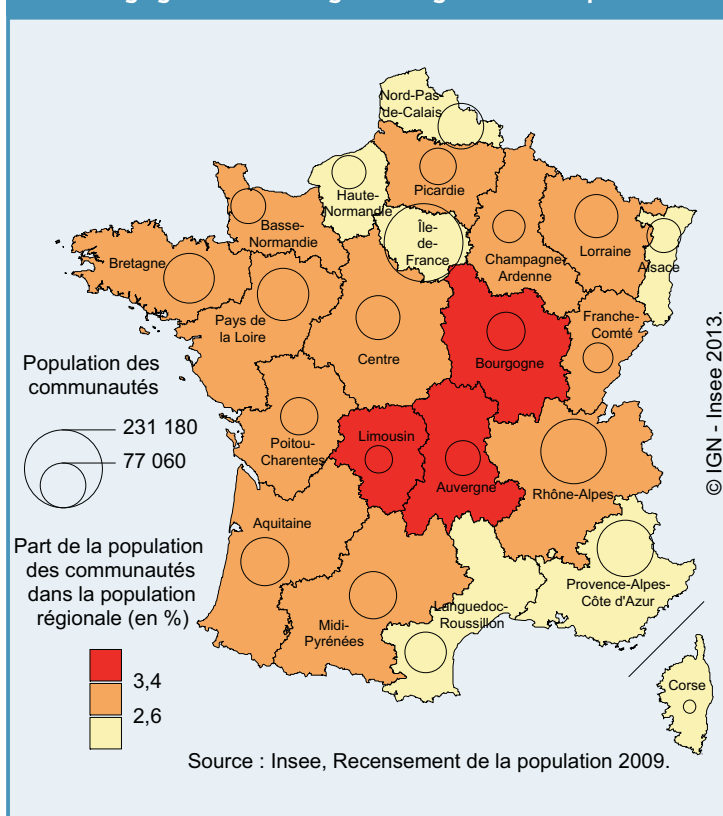 Nord-Pas-
de-Calais
Haute-
Normandie
Picardie
Basse-
Normandie
Île-
de-
France
Champagne-
Ardenne
Lorraine
Alsace
Bretagne
Pays de
la Loire
Centre
Bourgogne
Franche-
Comté
Population des
communautés
231 180
77 060
Poitou-
Charentes
Limousin
Auvergne
Rhône-Alpes
Part de la population
des communautés
dans la population
régionale (en %)
3,4
2,6
Aquitaine
Midi-
Pyrénées
Languedoc-
Roussillon
Provence-Alpes-
Côte d'Azur
Corse
© IGN - Insee 2013.
Source : Insee, Recensement de la population 2009.